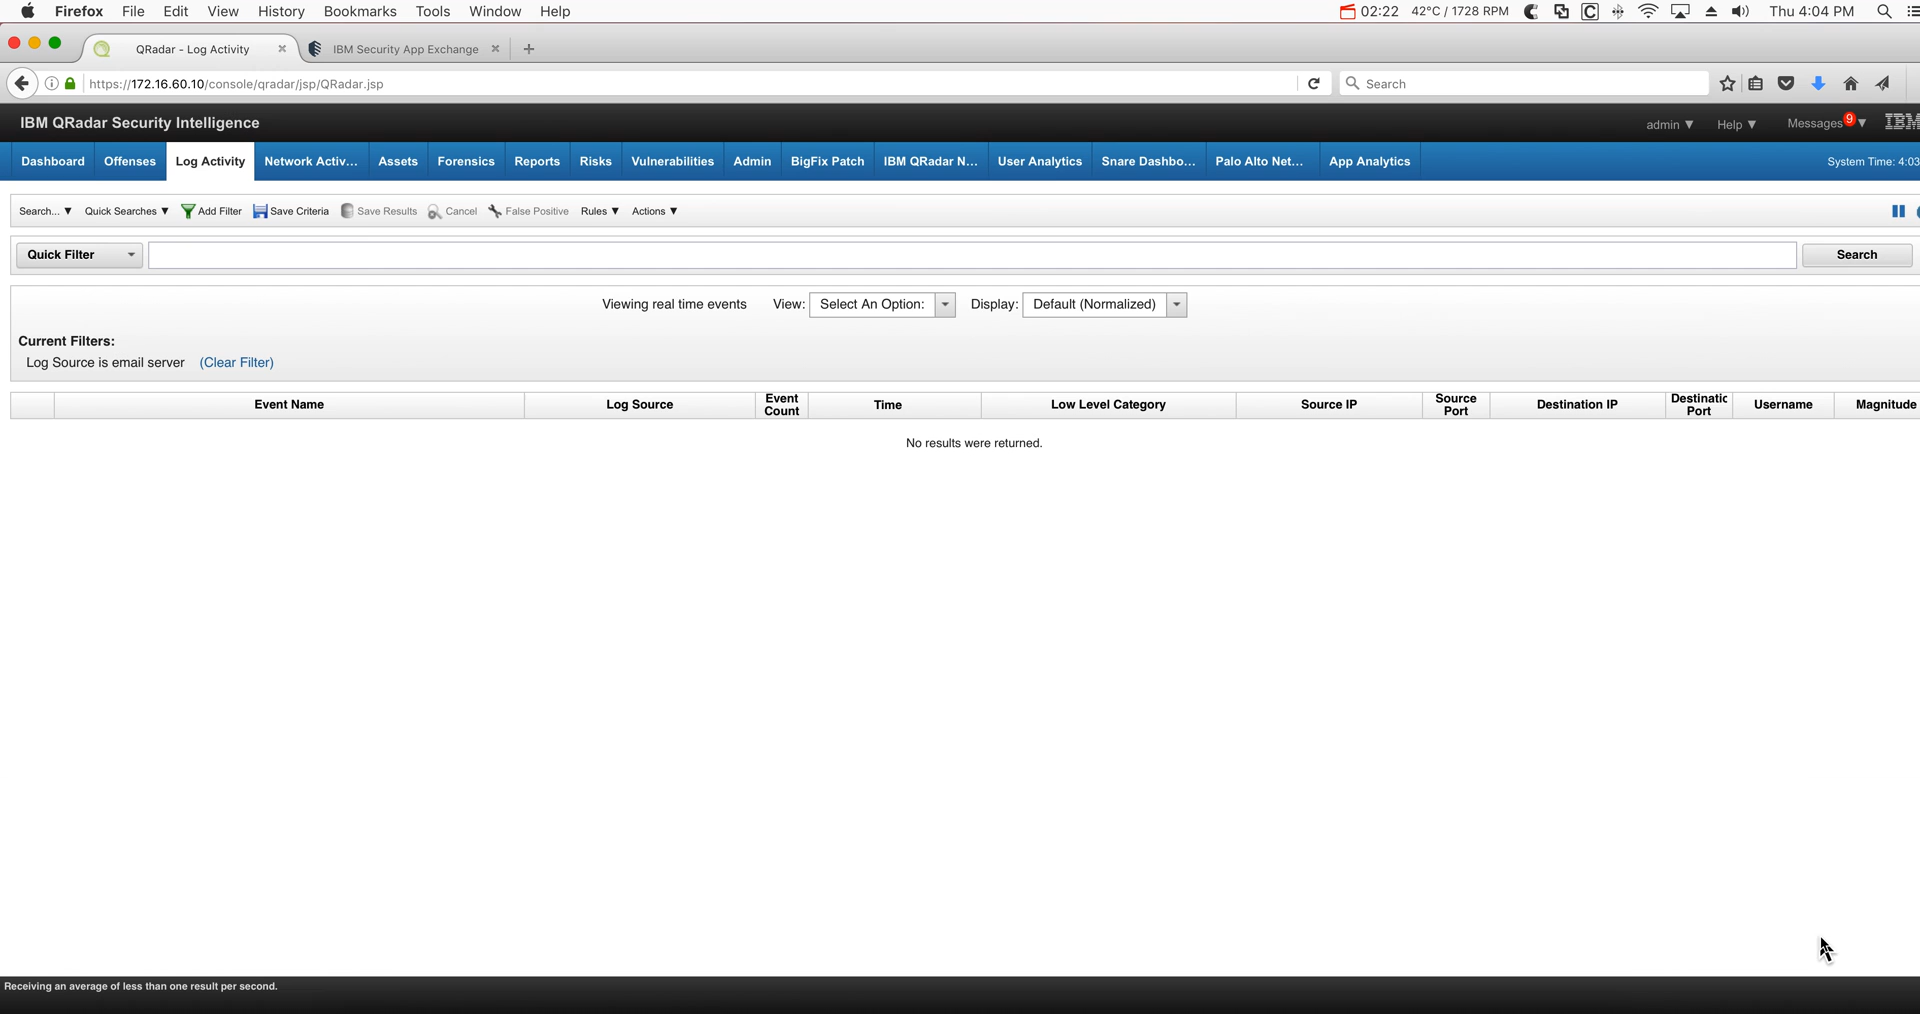 Firefox File Edit View History Bookmarks Tools Window Help 02:22 42°C / 1728 RPM Thu 4:04 PM
QRadar - Log Activity IBM Security App Exchange
https://172.16.60.10/console/qradar/jsp/QRadar.jsp Search
IBM QRadar Security Intelligence admin ▼ Help ▼ Messages 9 ▼ IBM
Dashboard Offenses Log Activity Network Activ... Assets Forensics Reports Risks Vulnerabilities Admin BigFix Patch IBM QRadar N... User Analytics Snare Dashbo... Palo Alto Net... App Analytics System Time: 4:03
Search... ▼ Quick Searches ▼ Add Filter Save Criteria Save Results Cancel False Positive Rules ▼ Actions ▼
Quick Filter Search
Viewing real time events View: Select An Option: Display: Default (Normalized)
Current Filters:
Log Source is email server (Clear Filter)
Event Name Log Source Event Count Time Low Level Category Source IP Source Port Destination IP Destinatic Port Username Magnitude
No results were returned.
Receiving an average of less than one result per second.